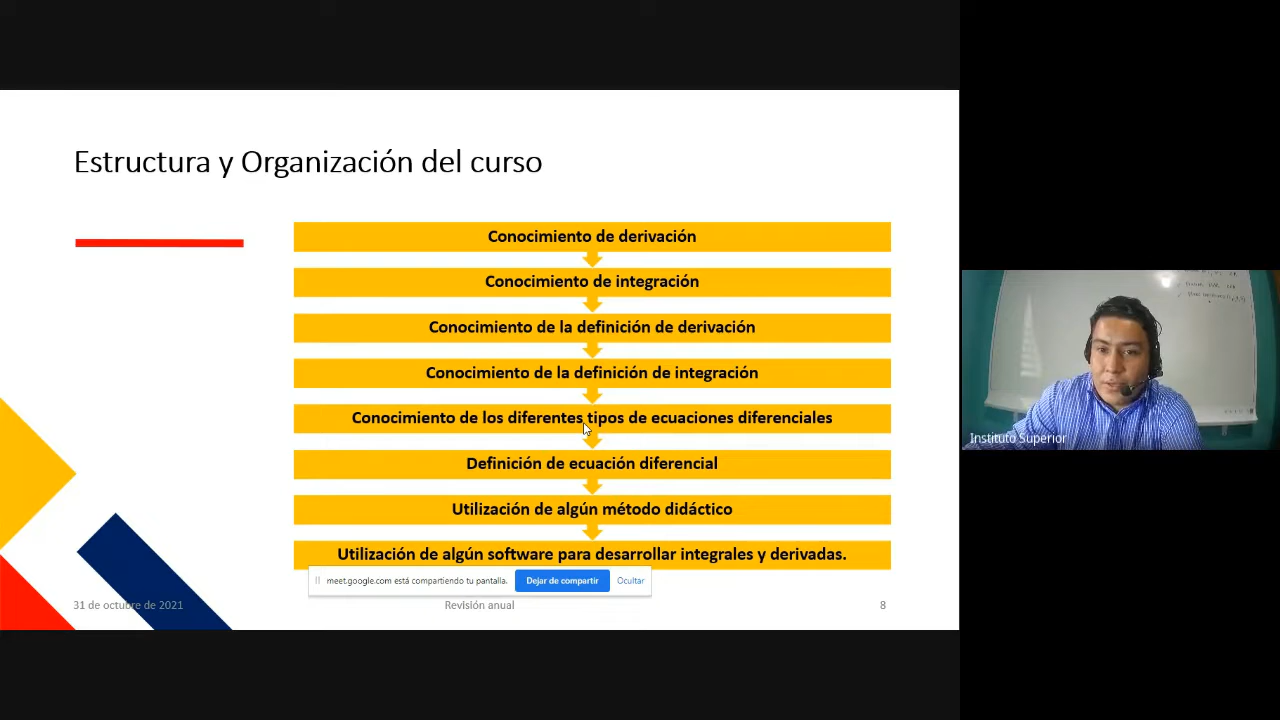 Estructura y Organización del curso
Conocimiento de derivación
Conocimiento de integración
Conocimiento de la definición de derivación
Conocimiento de la definición de integración
Conocimiento de los diferentes tipos de ecuaciones diferenciales
Definición de ecuación diferencial
Utilización de algún método didáctico
Utilización de algún software para desarrollar integrales y derivadas.
meet.google.com está compartiendo tu pantalla. Dejar de compartir Ocultar
31 de octubre de 2021 Revisión anual 8
Instituto Superior